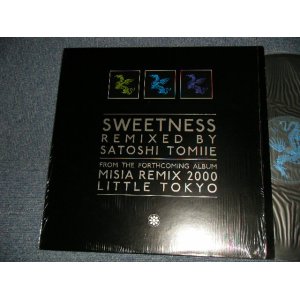 SWEETNESS
REMIXED BY
SATOSHI TOMIIE
FROM THE FORTHCOMING ALBUM
MISIA REMIX 2000
LITTLE TOKYO